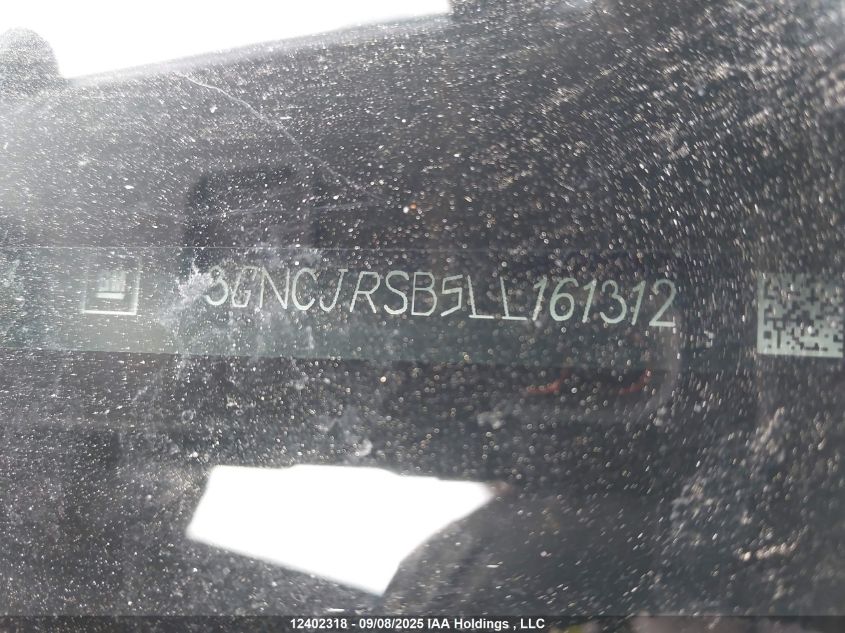 3GNCJRSB5LL161312
12402318 - 09/08/2025 IAA Holdings , LLC